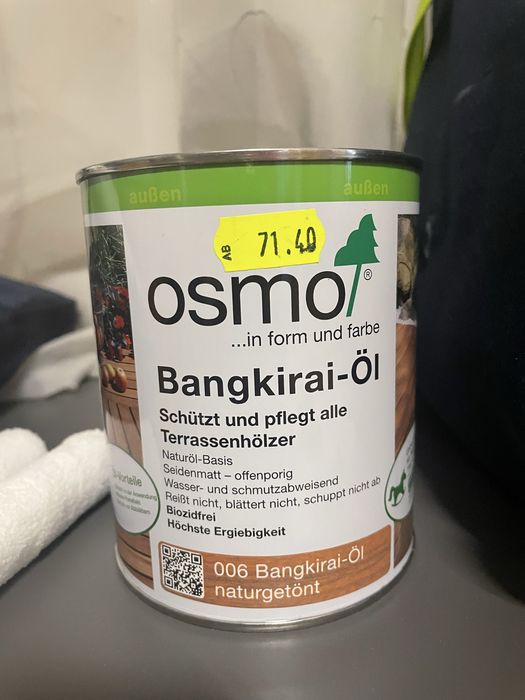 außen
außen
AB
71.40
osmo®
...in form und farbe
Bangkirai-Öl
Schützt und pflegt alle
Terrassenhölzer
Naturöl-Basis
Seidenmatt – offenporig
Wasser- und schmutzabweisend
Reißt nicht, blättert nicht, schuppt nicht ab
Biozidfrei
Höchste Ergiebigkeit
006 Bangkirai-Öl
naturgetönt